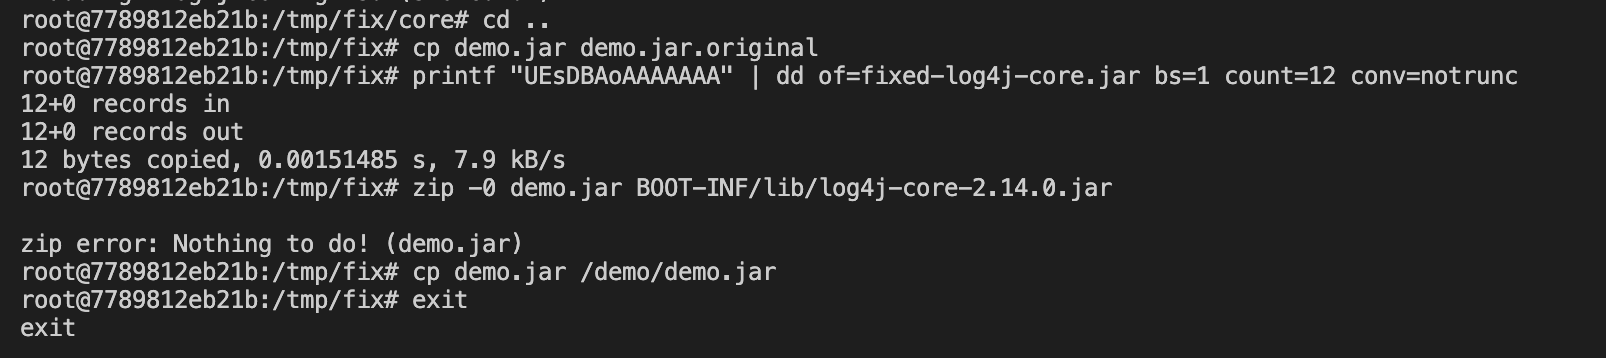 root@7789812eb21b:/tmp/fix/core# cd ..
root@7789812eb21b:/tmp/fix# cp demo.jar demo.jar.original
root@7789812eb21b:/tmp/fix# printf "UEsDBAoAAAAAAA" | dd of=fixed-log4j-core.jar bs=1 count=12 conv=notrunc
12+0 records in
12+0 records out
12 bytes copied, 0.00151485 s, 7.9 kB/s
root@7789812eb21b:/tmp/fix# zip -0 demo.jar BOOT-INF/lib/log4j-core-2.14.0.jar
zip error: Nothing to do! (demo.jar)
root@7789812eb21b:/tmp/fix# cp demo.jar /demo/demo.jar
root@7789812eb21b:/tmp/fix# exit
exit